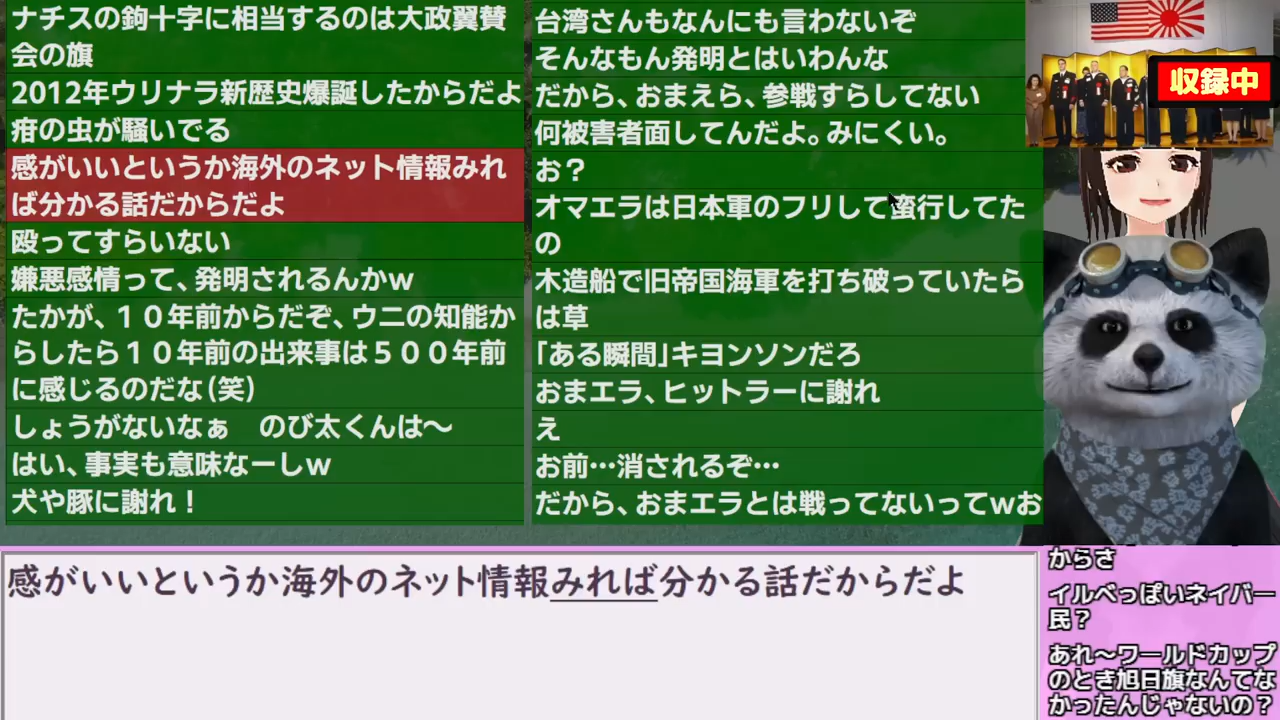 ナチスの鉤十字に相当するのは大政翼賛
会の旗
2012年ウリナラ新歴史爆誕したからだよ
疳の虫が騒いでる
感がいいというか海外のネット情報みれ
ば分かる話だからだよ
殴ってすらいない
嫌悪感情って、発明されるんかｗ
たかが、１０年前からだぞ、ウニの知能か
らしたら１０年前の出来事は５００年前
に感じるのだな（笑）
しょうがないなぁ　のび太くんは～
はい、事実も意味なーしｗ
犬や豚に謝れ！
台湾さんもなんにも言わないぞ
そんなもん発明とはいわんな
だから、おまえら、参戦すらしてない
何被害者面してんだよ。みにくい。
お？
オマエラは日本軍のフリして蛮行してた
の
木造船で旧帝国海軍を打ち破っていたら
は草
「ある瞬間」キヨンソンだろ
おまエラ、ヒットラーに謝れ
え
お前…消されるぞ…
だから、おまエラとは戦ってないってｗお
収録中
感がいいというか海外のネット情報みれば分かる話だからだよ
からさ
イルベっぽいネイバー
民？
あれ～ワールドカップ
のとき旭日旗なんてな
かったんじゃないの？